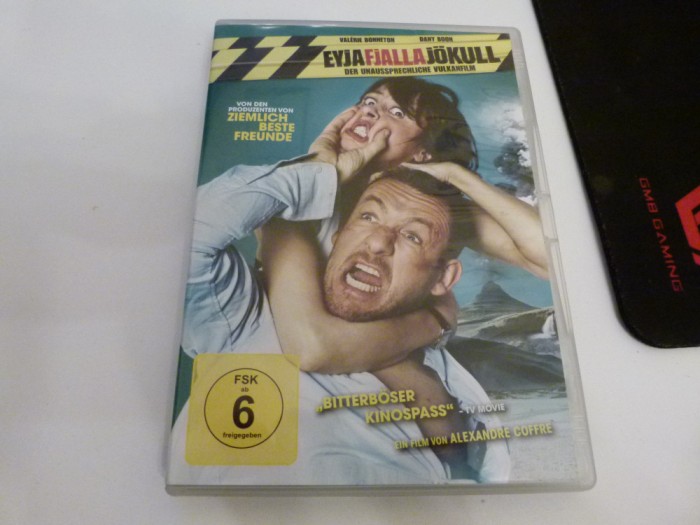 VALÉRIE BONNETON DANY BOON
EYJAFJALLAJÖKULL
DER UNAUSSPRECHLICHE VULKANFILM
VON DEN
PRODUZENTEN VON
ZIEMLICH
BESTE
FREUNDE
FSK
ab
6
freigegeben
„BITTERBÖSER
KINOSPASS“ - TV MOVIE
EIN FILM VON ALEXANDRE COFFRE
GMB GAMING